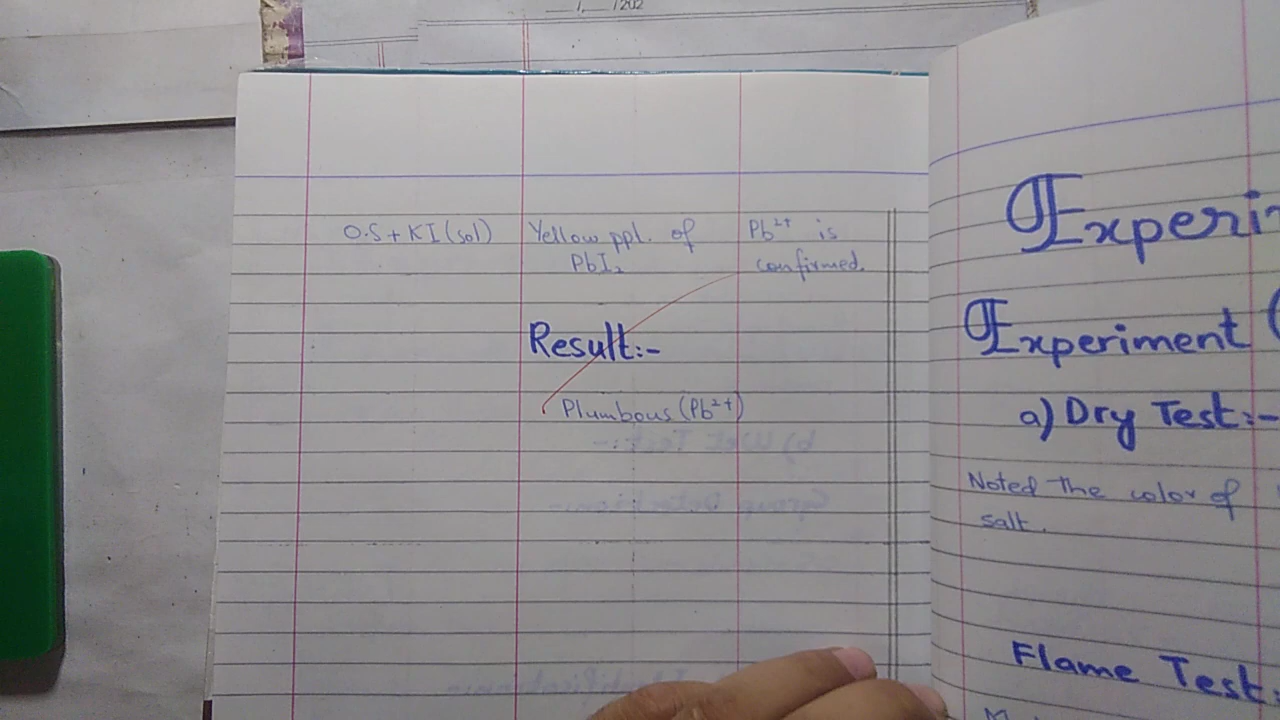 0.S + KI (sol) Yellow ppt. of Pb²⁺ is
PbI₂ confirmed.
Result:-
Plumbous (Pb²⁺)
Experi
Experiment (
a) Dry Test:-
Noted the color of
salt.
Flame Test: